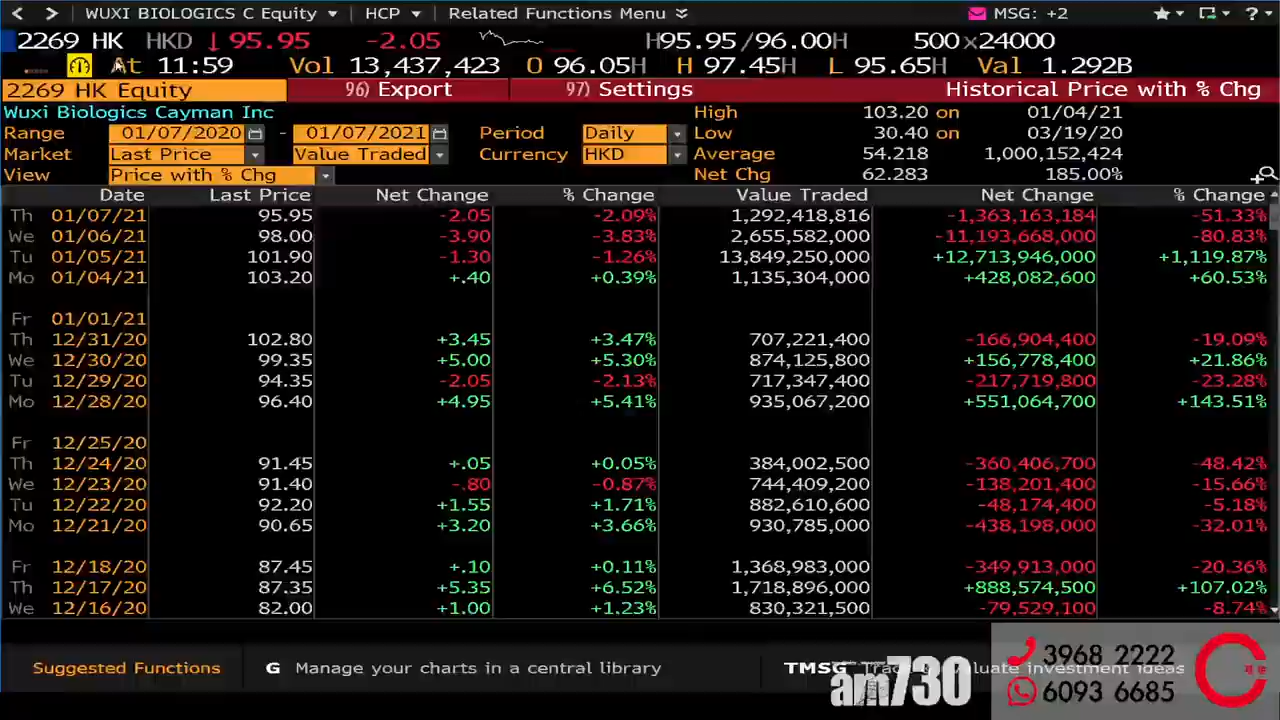 WUXI BIOLOGICS C Equity HCP Related Functions Menu MSG: +2 ?
2269 HK HKD ↓ 95.95 -2.05 H95.95/96.00H 500x24000
At 11:59 Vol 13,437,423 O 96.05H H 97.45H L 95.65H Val 1.292B
2269 HK Equity 96) Export 97) Settings Historical Price with % Chg
Wuxi Biologics Cayman Inc High 103.20 on 01/04/21
Range 01/07/2020 - 01/07/2021 Period Daily Low 30.40 on 03/19/20
Market Last Price Value Traded Currency HKD Average 54.218 1,000,152,424
View Price with % Chg Net Chg 62.283 185.00%
Date Last Price Net Change % Change Value Traded Net Change % Change
Th 01/07/21 95.95 -2.05 -2.09% 1,292,418,816 -1,363,163,184 -51.33%
We 01/06/21 98.00 -3.90 -3.83% 2,655,582,000 -11,193,668,000 -80.83%
Tu 01/05/21 101.90 -1.30 -1.26% 13,849,250,000 +12,713,946,000 +1,119.87%
Mo 01/04/21 103.20 +.40 +0.39% 1,135,304,000 +428,082,600 +60.53%
Fr 01/01/21
Th 12/31/20 102.80 +3.45 +3.47% 707,221,400 -166,904,400 -19.09%
We 12/30/20 99.35 +5.00 +5.30% 874,125,800 +156,778,400 +21.86%
Tu 12/29/20 94.35 -2.05 -2.13% 717,347,400 -217,719,800 -23.28%
Mo 12/28/20 96.40 +4.95 +5.41% 935,067,200 +551,064,700 +143.51%
Fr 12/25/20
Th 12/24/20 91.45 +.05 +0.05% 384,002,500 -360,406,700 -48.42%
We 12/23/20 91.40 -.80 -0.87% 744,409,200 -138,201,400 -15.66%
Tu 12/22/20 92.20 +1.55 +1.71% 882,610,600 -48,174,400 -5.18%
Mo 12/21/20 90.65 +3.20 +3.66% 930,785,000 -438,198,000 -32.01%
Fr 12/18/20 87.45 +.10 +0.11% 1,368,983,000 -349,913,000 -20.36%
Th 12/17/20 87.35 +5.35 +6.52% 1,718,896,000 +888,574,500 +107.02%
We 12/16/20 82.00 +1.00 +1.23% 830,321,500 -79,529,100 -8.74%
Suggested Functions G Manage your charts in a central library TMSG investment ideas
am730
3968 2222
6093 6685